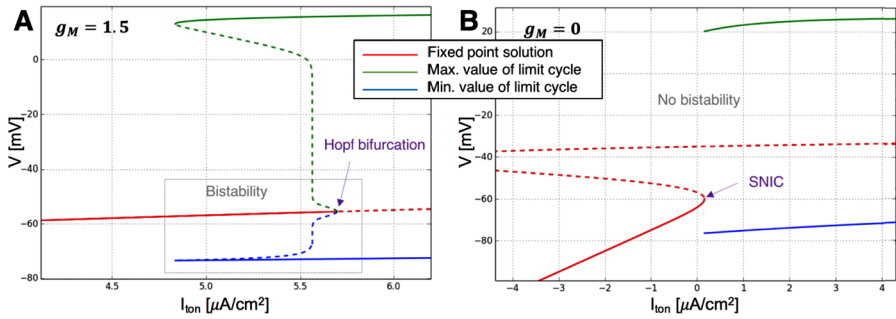 A
g_M = 1.5
B
g_M = 0
Fixed point solution
Max. value of limit cycle
Min. value of limit cycle
Hopf bifurcation
Bistability
No bistability
SNIC
V [mV]
20
0
−20
−40
−60
−80
4.5
5.0
5.5
6.0
I_ton [µA/cm²]
V [mV]
20
0
−20
−40
−60
−80
−4
−3
−2
−1
0
1
2
3
4
I_ton [µA/cm²]